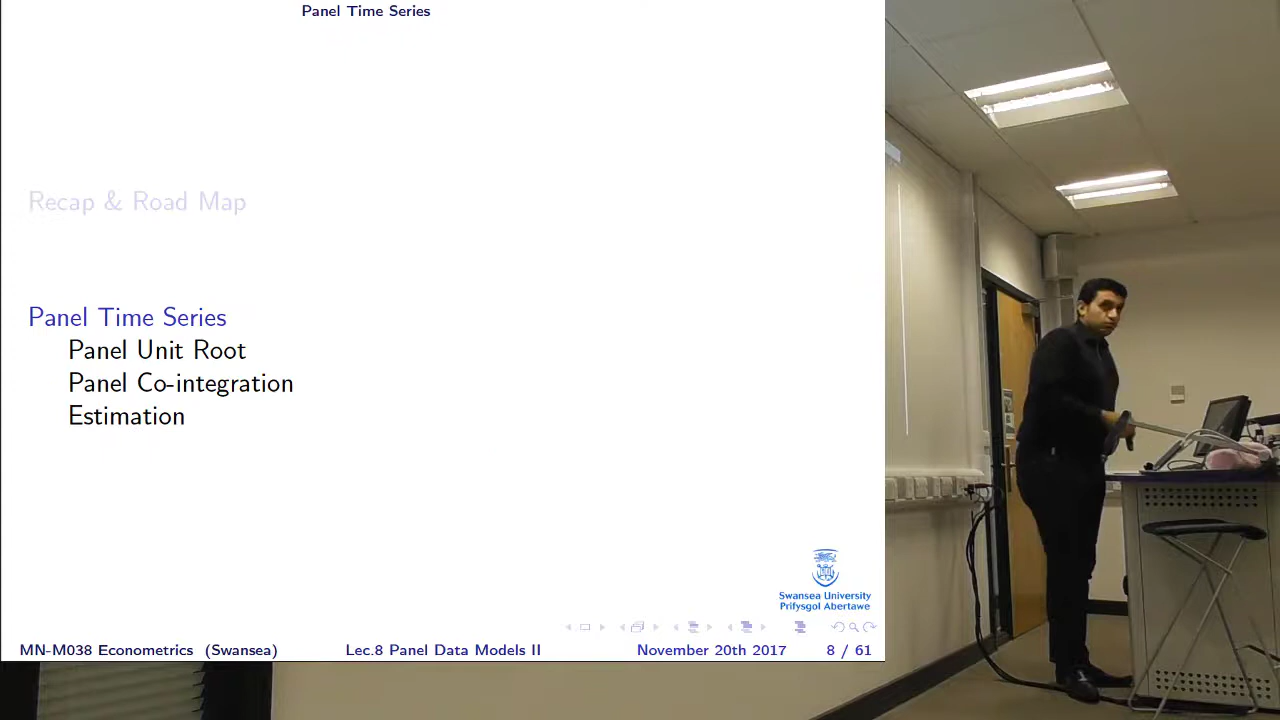 Panel Time Series
Recap & Road Map
Panel Time Series
Panel Unit Root
Panel Co-integration
Estimation
Swansea University
Prifysgol Abertawe
MN-M038 Econometrics (Swansea)
Lec.8 Panel Data Models II
November 20th 2017
8 / 61